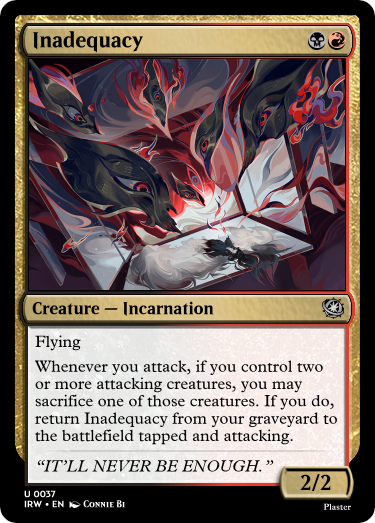 Inadequacy
Creature — Incarnation
Flying
Whenever you attack, if you control two
or more attacking creatures, you may
sacrifice one of those creatures. If you do,
return Inadequacy from your graveyard to
the battlefield tapped and attacking.
“IT’LL NEVER BE ENOUGH.”
2/2
U 0037
IRW • EN Connie Bi
Plaster